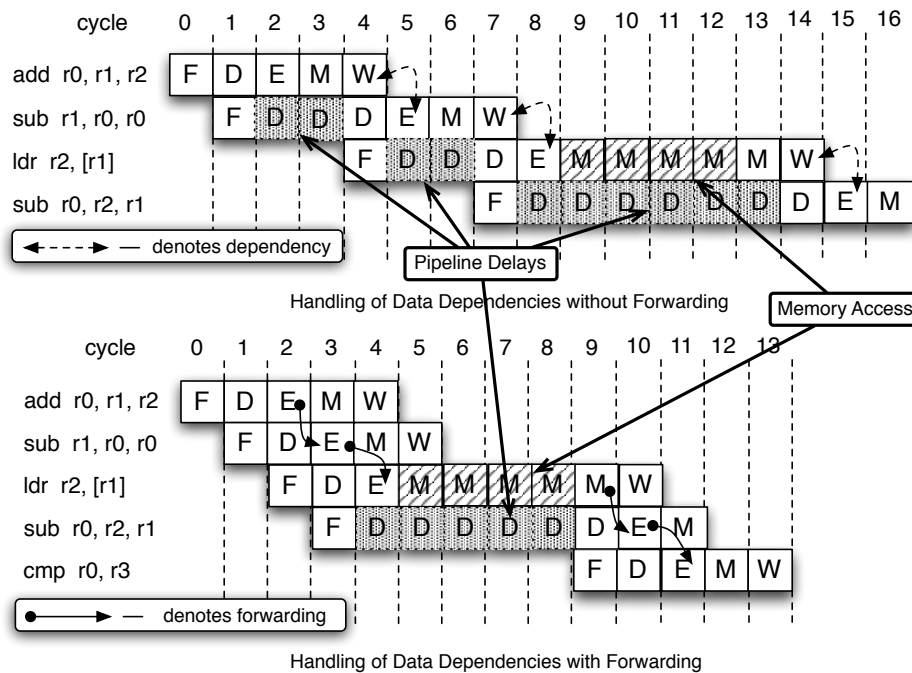 cycle 0 1 2 3 4 5 6 7 8 9 10 11 12 13 14 15 16
add r0, r1, r2 F D E M W
sub r1, r0, r0 F D D D E M W
ldr r2, [r1] F D D D E M M M M M W
sub r0, r2, r1 F D D D D D D D E M
— denotes dependency
Pipeline Delays
Handling of Data Dependencies without Forwarding
Memory Access
cycle 0 1 2 3 4 5 6 7 8 9 10 11 12 13
add r0, r1, r2 F D E M W
sub r1, r0, r0 F D E M W
ldr r2, [r1] F D E M M M M M W
sub r0, r2, r1 F D D D D D D E M
cmp r0, r3 F D E M W
— denotes forwarding
Handling of Data Dependencies with Forwarding